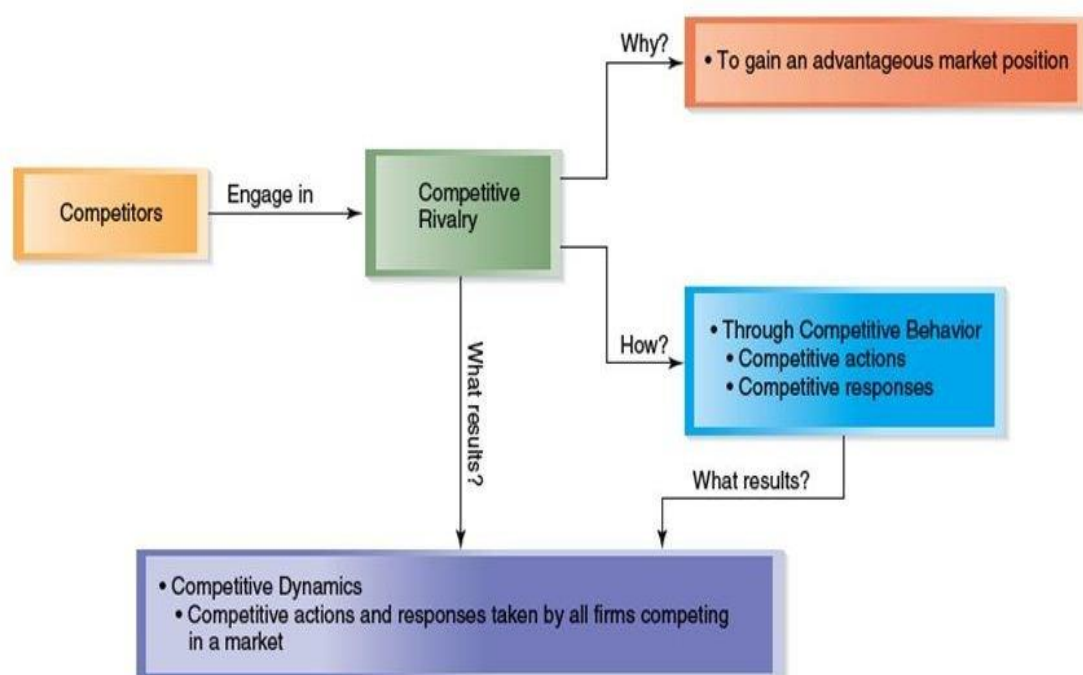 Why?
• To gain an advantageous market position
Competitors
Engage in
Competitive
Rivalry
How?
• Through Competitive Behavior
• Competitive actions
• Competitive responses
What results?
What results?
• Competitive Dynamics
• Competitive actions and responses taken by all firms competing
in a market